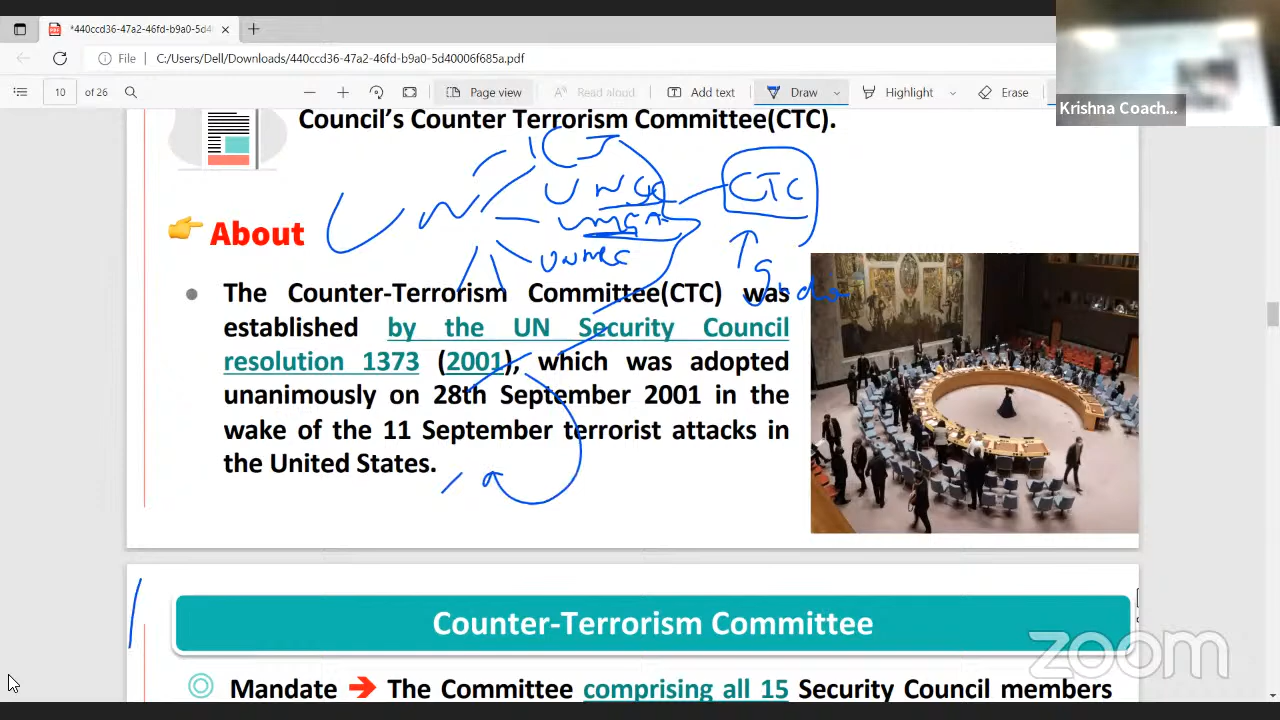 *440ccd36-47a2-46fd-b9a0-5d4
File C:/Users/Dell/Downloads/440ccd36-47a2-46fd-b9a0-5d40006f685a.pdf
10 of 26 Page view Read aloud Add text Draw Highlight Erase
Krishna Coach...
Council's Counter Terrorism Committee(CTC).
ICJ
UNSC
CTC
UN
UNHRC
India
About
The Counter-Terrorism Committee(CTC) was
established by the UN Security Council
resolution 1373 (2001), which was adopted
unanimously on 28th September 2001 in the
wake of the 11 September terrorist attacks in
the United States.
Counter-Terrorism Committee
zoom
Mandate The Committee comprising all 15 Security Council members